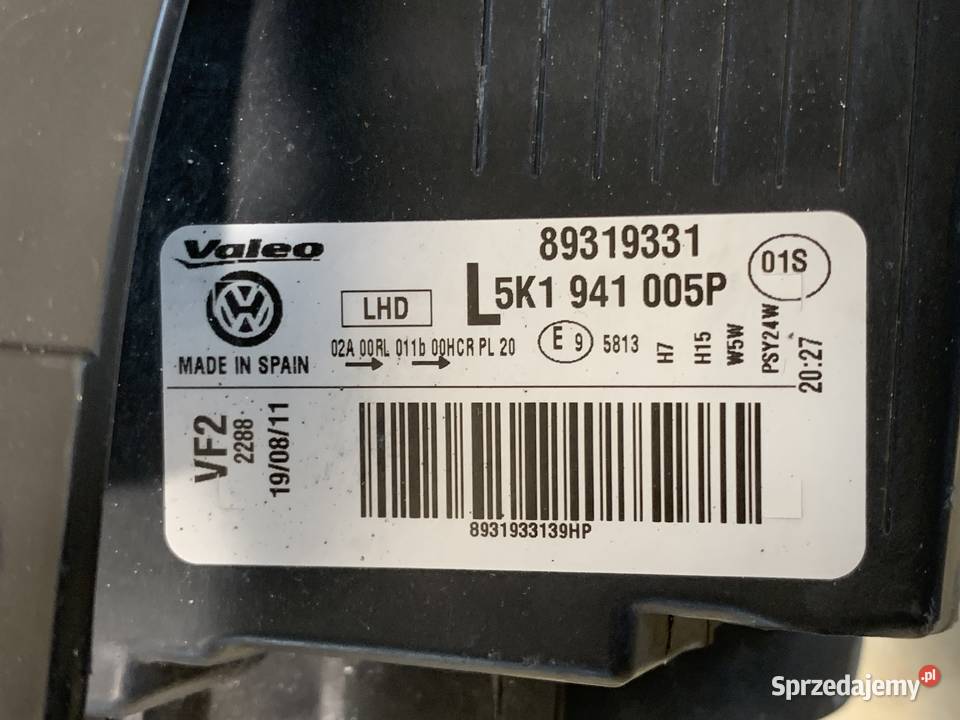 Valeo
89319331
01S
LHD
L 5K1 941 005P
02A 00RL 011b 00HCR PL 20
E 9
5813
H7
H15
W5W
PSY24W
20:27
MADE IN SPAIN
VF2
2288
19/08/11
8931933139HP
Sprzedajemy.pl